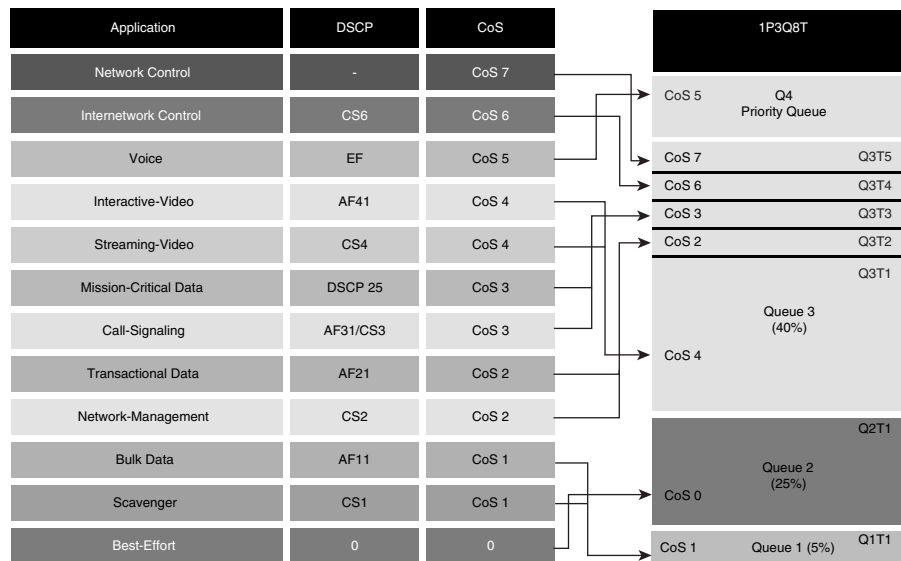 Application DSCP CoS 1P3Q8T
Network Control - CoS 7
Internetwork Control CS6 CoS 6
Voice EF CoS 5
Interactive-Video AF41 CoS 4
Streaming-Video CS4 CoS 4
Mission-Critical Data DSCP 25 CoS 3
Call-Signaling AF31/CS3 CoS 3
Transactional Data AF21 CoS 2
Network-Management CS2 CoS 2
Bulk Data AF11 CoS 1
Scavenger CS1 CoS 1
Best-Effort 0 0
CoS 5 Q4
Priority Queue
CoS 7 Q3T5
CoS 6 Q3T4
CoS 3 Q3T3
CoS 2 Q3T2
Q3T1
Queue 3
(40%)
CoS 4
Q2T1
Queue 2
(25%)
CoS 0
CoS 1 Queue 1 (5%) Q1T1